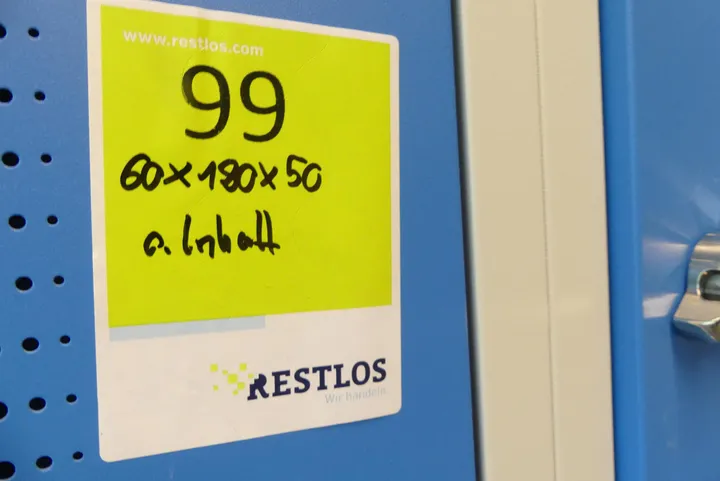 www.restlos.com
99
60x180x50
o. Inhalt
RESTLOS
Wir handeln.